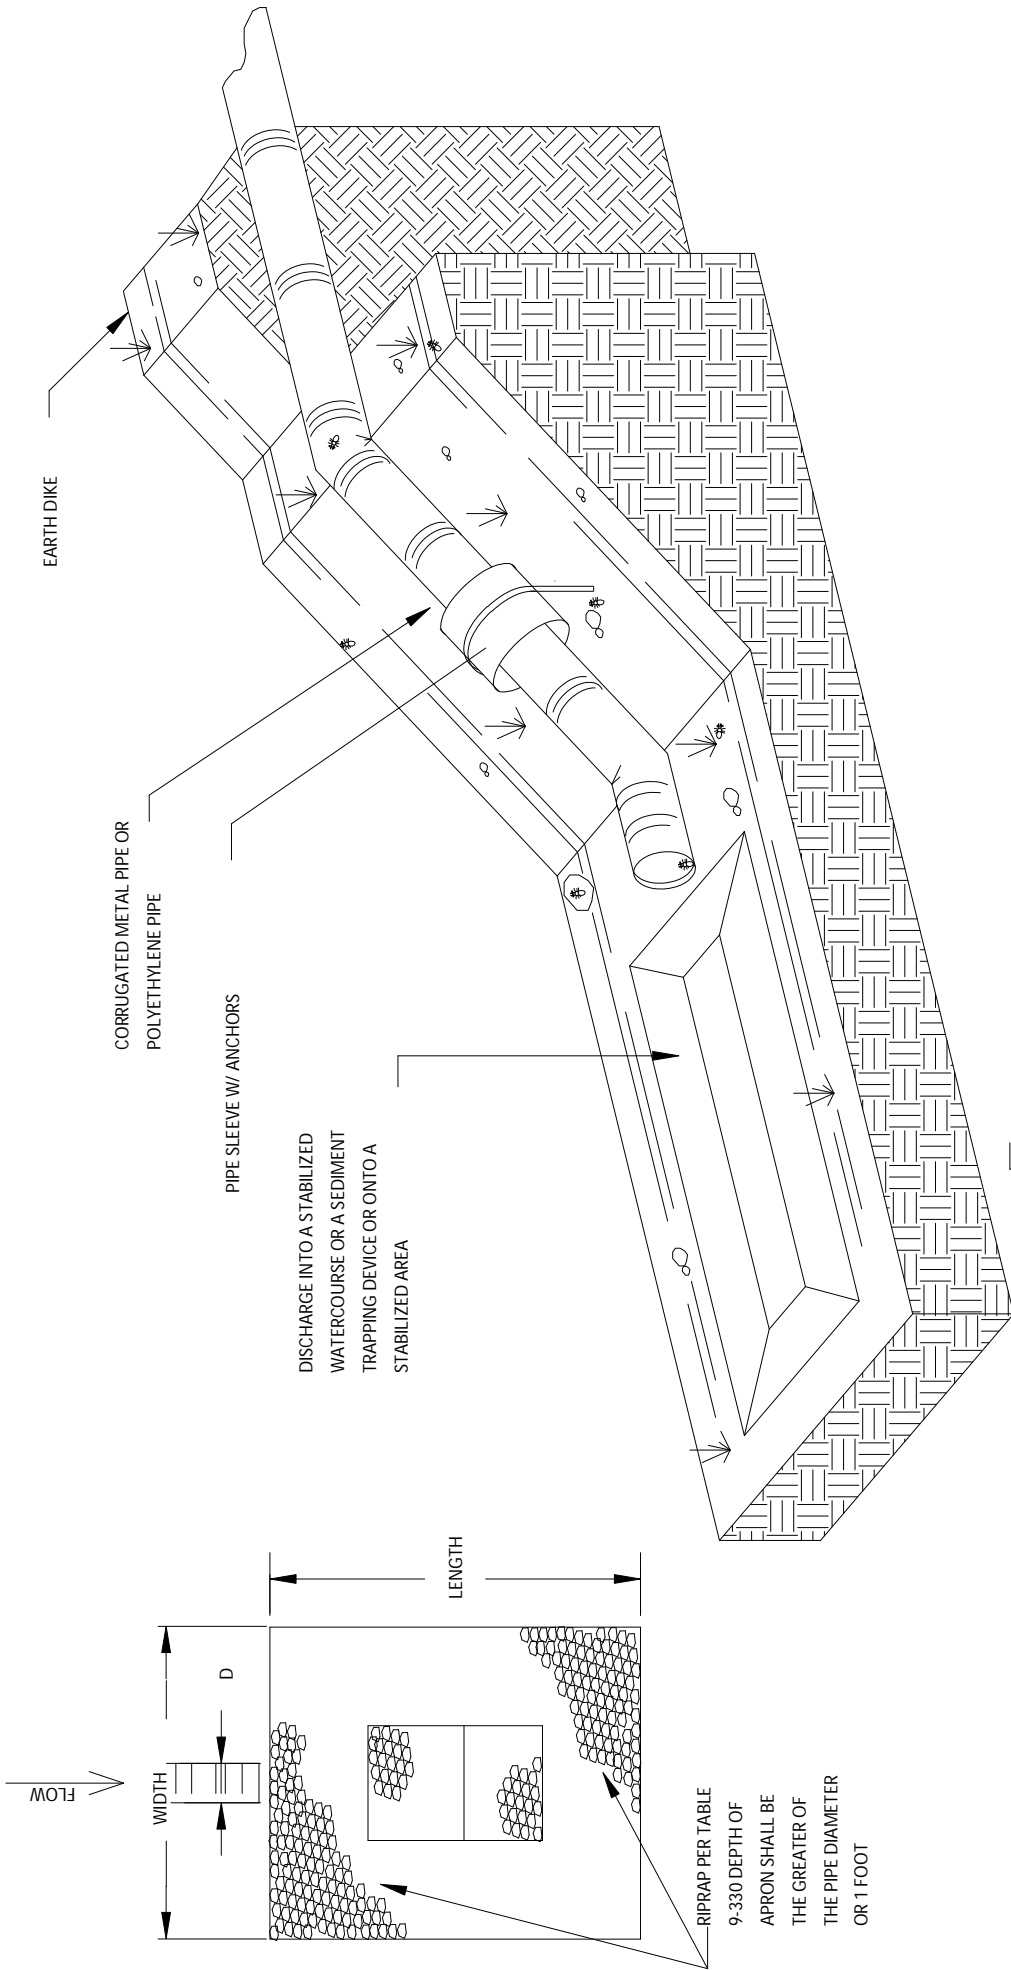 EARTH DIKE
CORRUGATED METAL PIPE OR
POLYETHYLENE PIPE
PIPE SLEEVE W/ ANCHORS
DISCHARGE INTO A STABILIZED
WATERCOURSE OR A SEDIMENT
TRAPPING DEVICE OR ONTO A
STABILIZED AREA
FLOW
WIDTH
D
LENGTH
RIPRAP PER TABLE
9-330 DEPTH OF
APRON SHALL BE
THE GREATER OF
THE PIPE DIAMETER
OR 1 FOOT